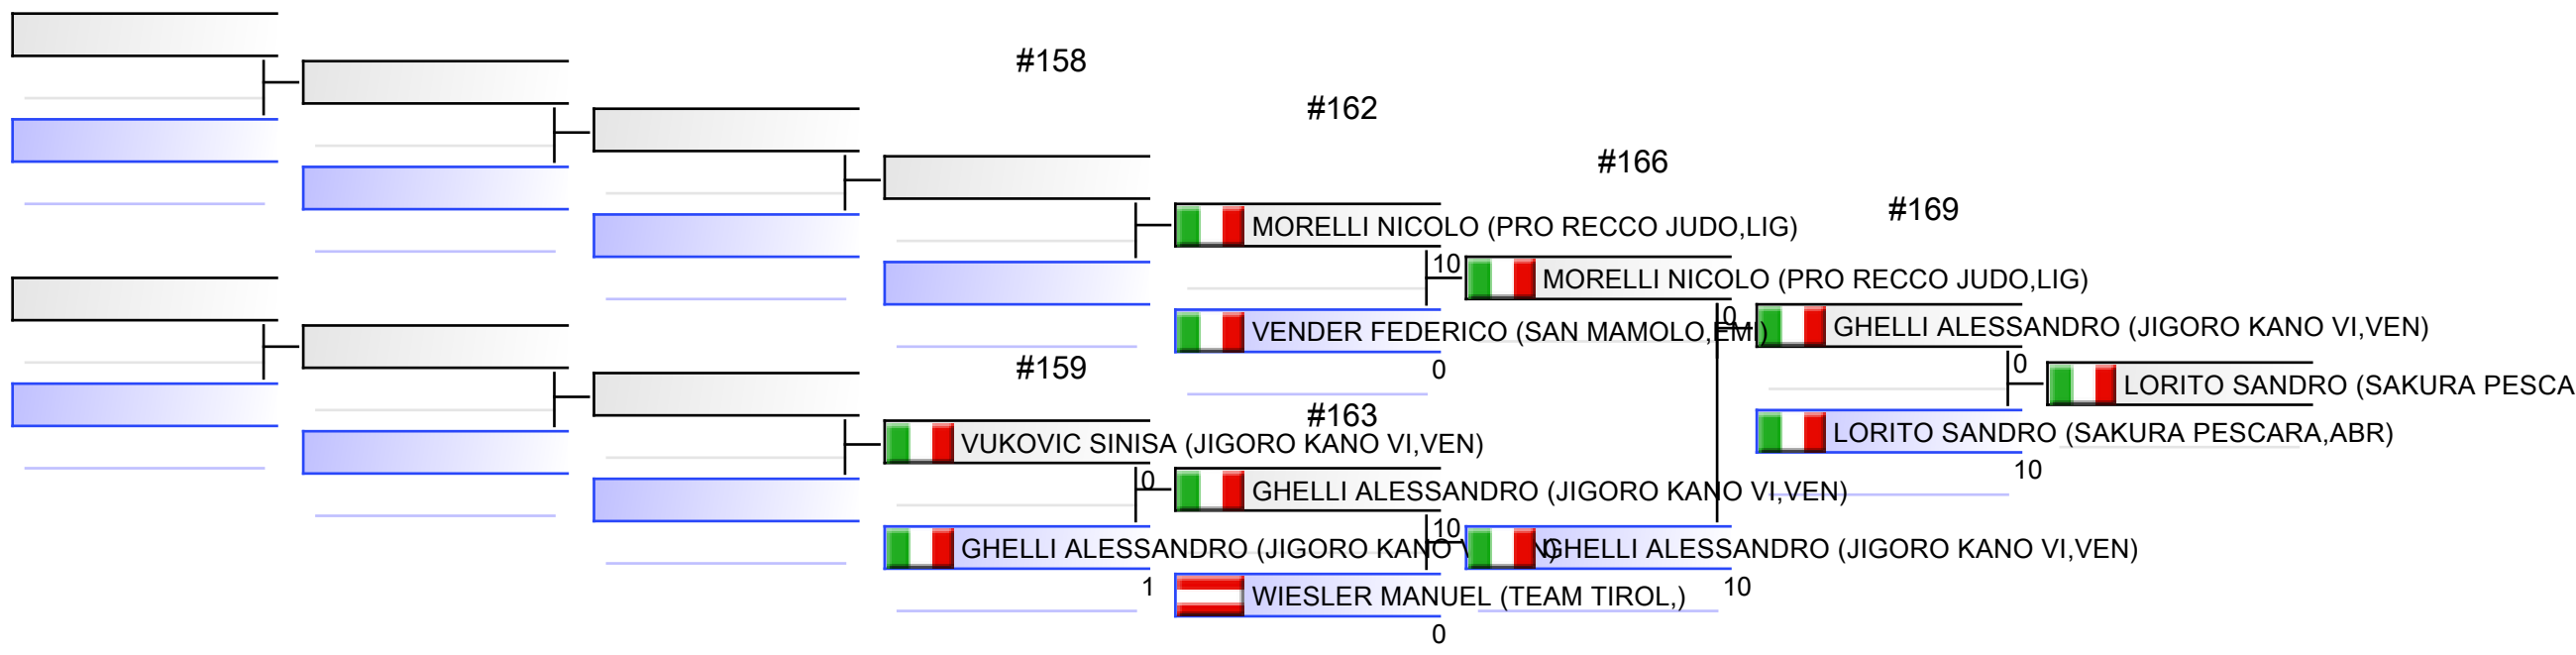 #158
#162
#166
#169
MORELLI NICOLO (PRO RECCO JUDO,LIG)
10
MORELLI NICOLO (PRO RECCO JUDO,LIG)
0
VENDER FEDERICO (SAN MAMOLO,EMI)
0
GHELLI ALESSANDRO (JIGORO KANO VI,VEN)
0
LORITO SANDRO (SAKURA PESCA
LORITO SANDRO (SAKURA PESCARA,ABR)
10
#159
#163
VUKOVIC SINISA (JIGORO KANO VI,VEN)
0
GHELLI ALESSANDRO (JIGORO KANO VI,VEN)
10
GHELLI ALESSANDRO (JIGORO KANO V N)
1
GHELLI ALESSANDRO (JIGORO KANO VI,VEN)
10
WIESLER MANUEL (TEAM TIROL,)
0